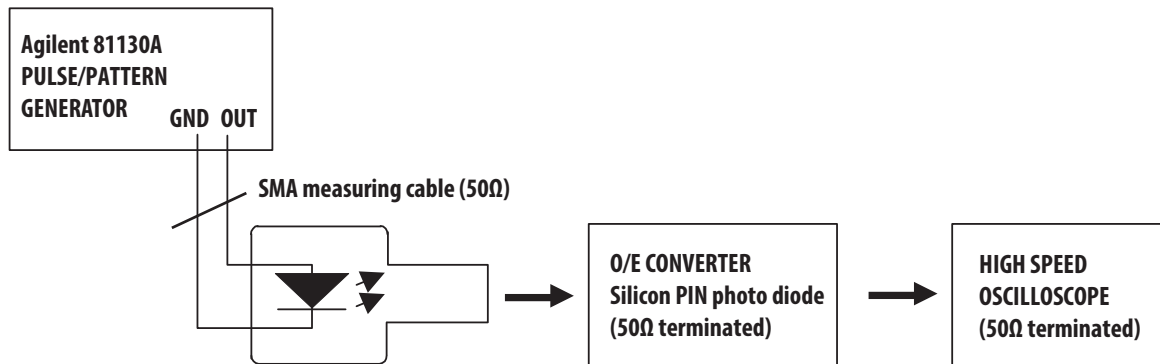 Agilent 81130A
PULSE/PATTERN
GENERATOR
GND OUT
SMA measuring cable (50Ω)
O/E CONVERTER
Silicon PIN photo diode
(50Ω terminated)
HIGH SPEED
OSCILLOSCOPE
(50Ω terminated)